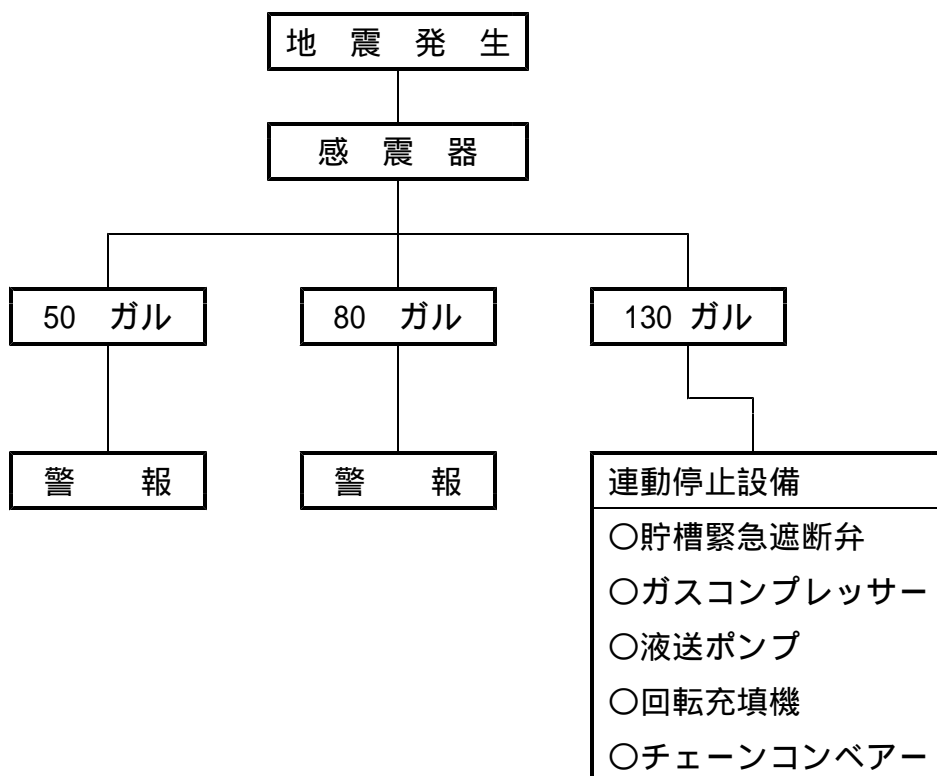 地 震 発 生
感 震 器
50 ガル
80 ガル
130 ガル
警 報
警 報
連動停止設備
○貯槽緊急遮断弁
○ガスコンプレッサー
○液送ポンプ
○回転充填機
○チェーンコンベアー